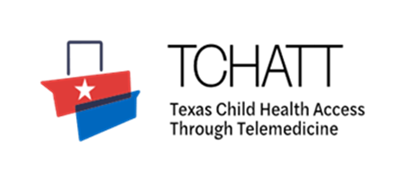 TCHATT
Texas Child Health Access
Through Telemedicine